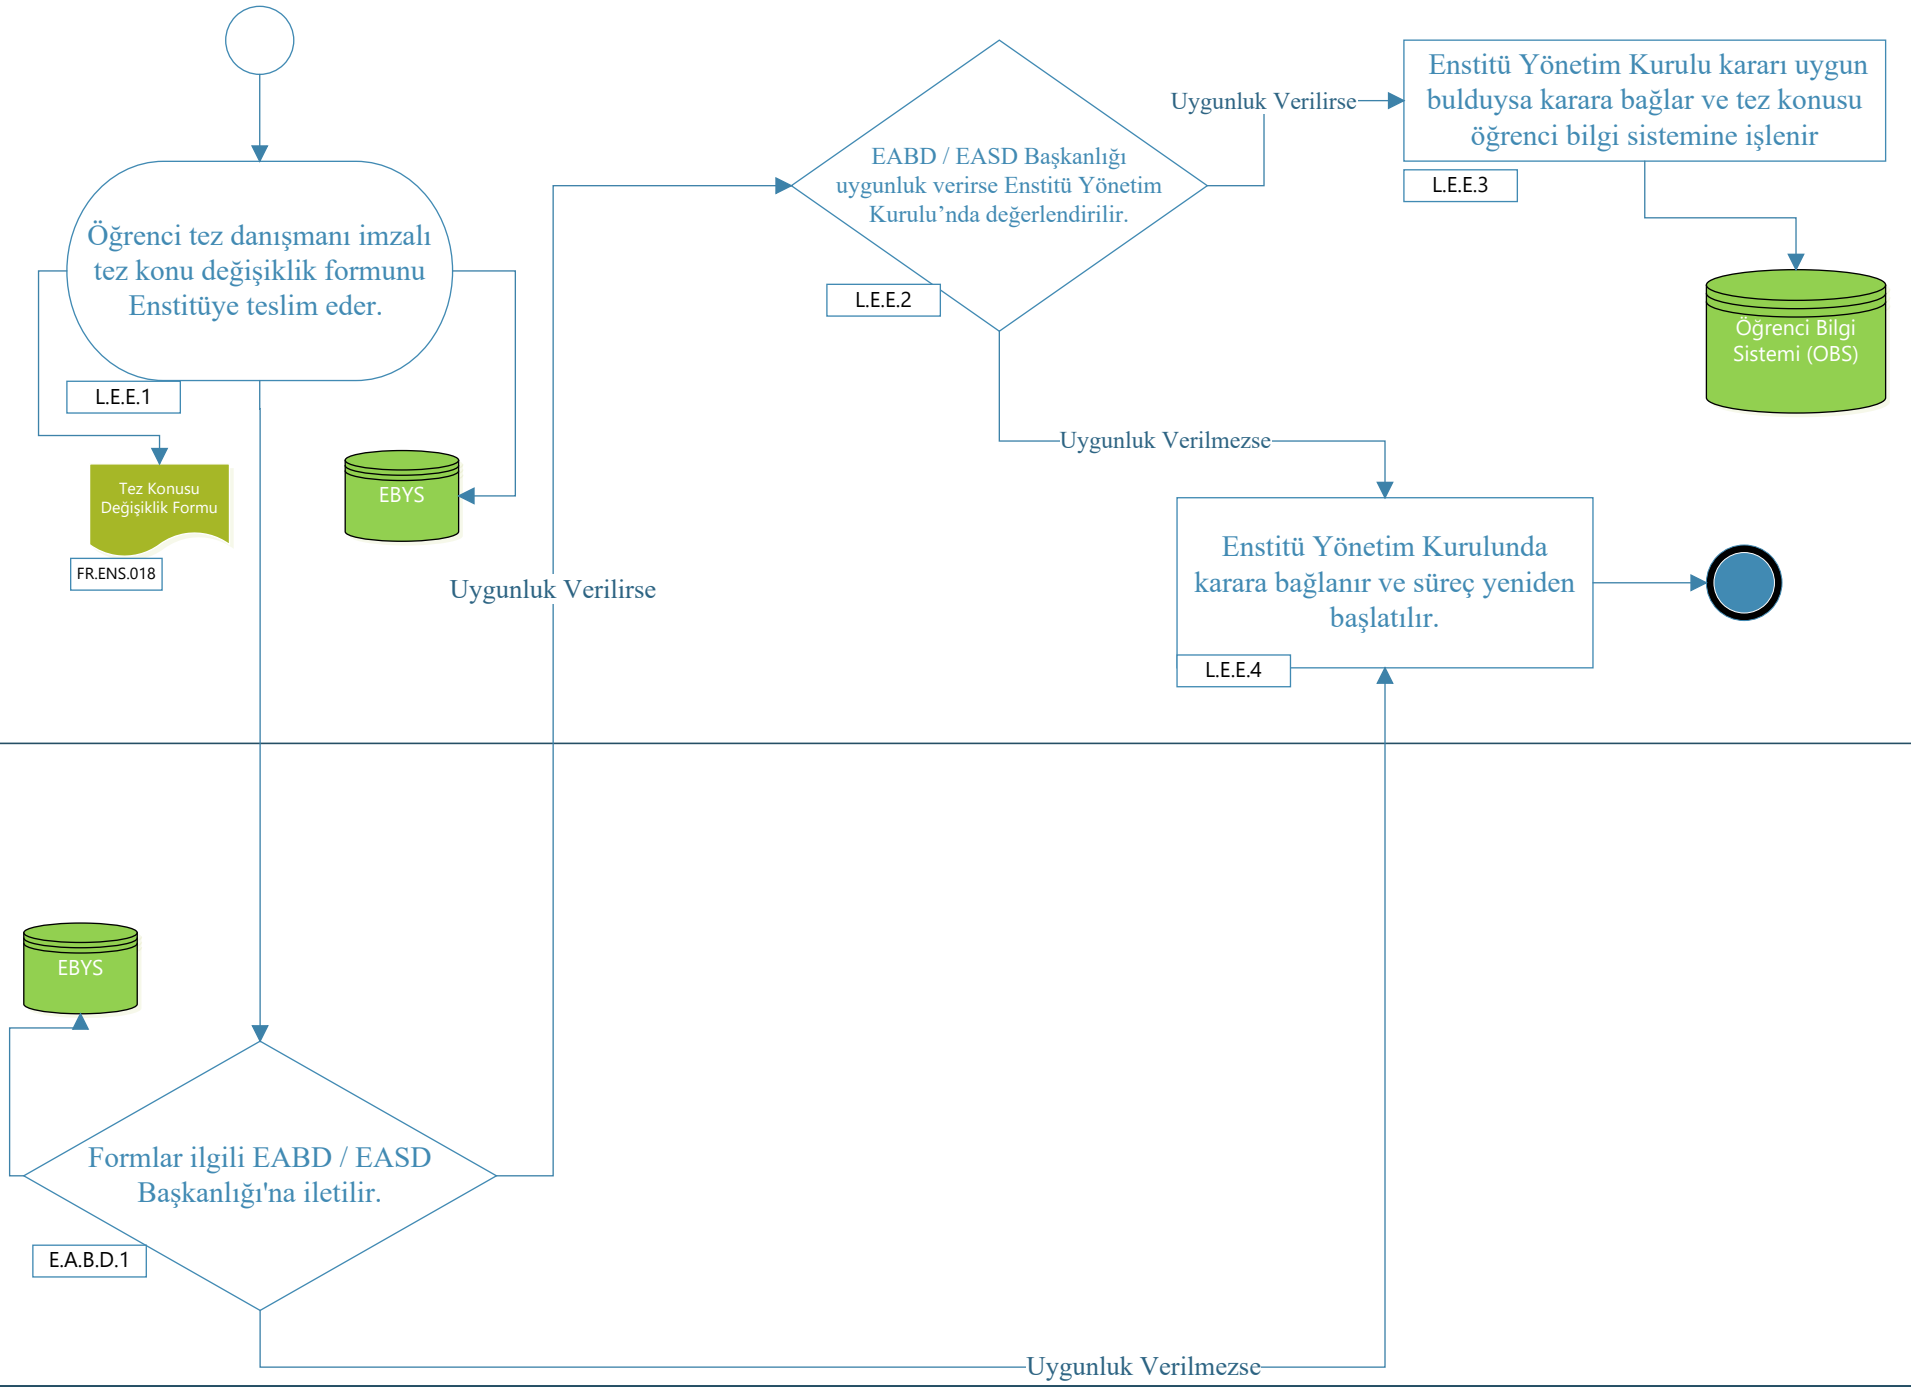 Öğrenci tez danışmanı imzalı
tez konu değişiklik formunu
Enstitüye teslim eder.
L.E.E.1
Tez Konusu
Değişiklik Formu
FR.ENS.018
EBYS
Uygunluk Verilirse
EABD / EASD Başkanlığı
uygunluk verirse Enstitü Yönetim
Kurulu’nda değerlendirilir.
L.E.E.2
Uygunluk Verilirse
Enstitü Yönetim Kurulu kararı uygun
bulduysa karara bağlar ve tez konusu
öğrenci bilgi sistemine işlenir
L.E.E.3
Öğrenci Bilgi
Sistemi (OBS)
Uygunluk Verilmezse
Enstitü Yönetim Kurulunda
karara bağlanır ve süreç yeniden
başlatılır.
L.E.E.4
EBYS
Formlar ilgili EABD / EASD
Başkanlığı'na iletilir.
E.A.B.D.1
Uygunluk Verilmezse